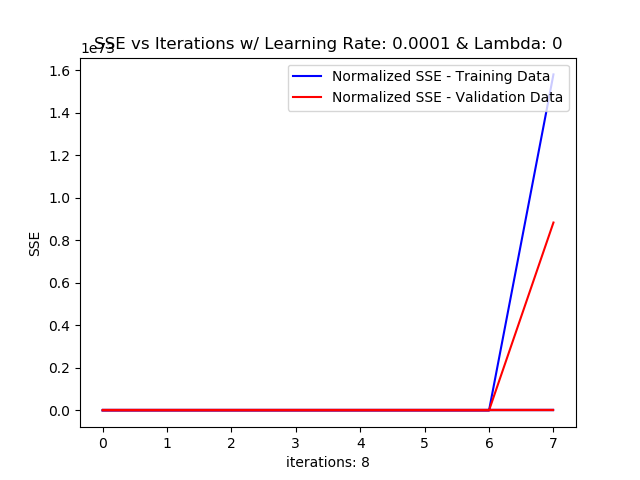 SSE vs Iterations w/ Learning Rate: 0.0001 & Lambda: 0
Normalized SSE - Training Data
Normalized SSE - Validation Data
1.6
1.4
1.2
1.0
0.8
0.6
0.4
0.2
0.0
SSE
0 1 2 3 4 5 6 7
iterations: 8